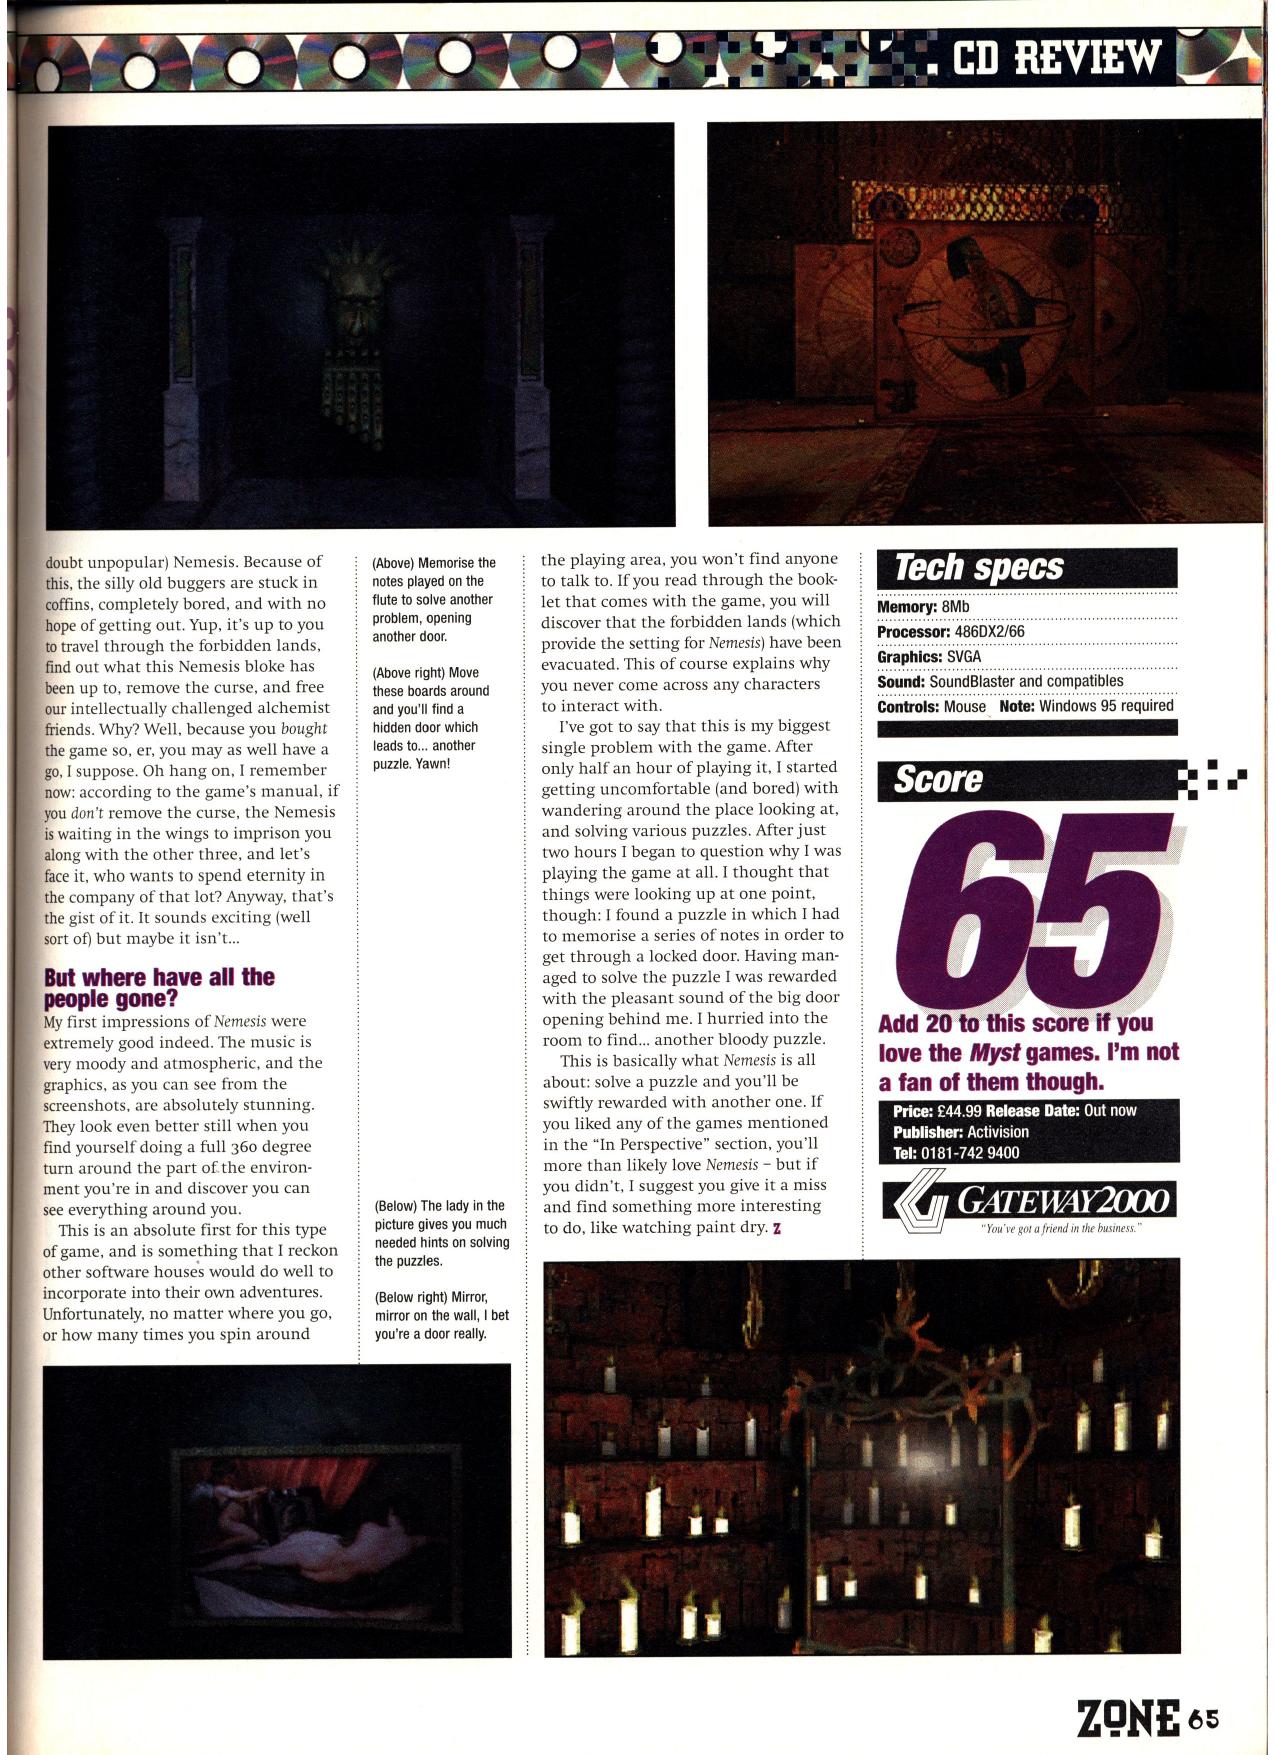 CD REVIEW
doubt unpopular) Nemesis. Because of
this, the silly old buggers are stuck in
coffins, completely bored, and with no
hope of getting out. Yup, it's up to you
to travel through the forbidden lands,
find out what this Nemesis bloke has
been up to, remove the curse, and free
our intellectually challenged alchemist
friends. Why? Well, because you bought
the game so, er, you may as well have a
go, I suppose. Oh hang on, I remember
now: according to the game's manual, if
you don't remove the curse, the Nemesis
is waiting in the wings to imprison you
along with the other three, and let's
face it, who wants to spend eternity in
the company of that lot? Anyway, that's
the gist of it. It sounds exciting (well
sort of) but maybe it isn't...
But where have all the
people gone?
My first impressions of Nemesis were
extremely good indeed. The music is
very moody and atmospheric, and the
graphics, as you can see from the
screenshots, are absolutely stunning.
They look even better still when you
find yourself doing a full 360 degree
turn around the part of the environ-
ment you're in and discover you can
see everything around you.
This is an absolute first for this type
of game, and is something that I reckon
other software houses would do well to
incorporate into their own adventures.
Unfortunately, no matter where you go,
or how many times you spin around
(Above) Memorise the
notes played on the
flute to solve another
problem, opening
another door.
(Above right) Move
these boards around
and you'll find a
hidden door which
leads to... another
puzzle. Yawn!
(Below) The lady in the
picture gives you much
needed hints on solving
the puzzles.
(Below right) Mirror,
mirror on the wall, I bet
you're a door really.
the playing area, you won't find anyone
to talk to. If you read through the book-
let that comes with the game, you will
discover that the forbidden lands (which
provide the setting for Nemesis) have been
evacuated. This of course explains why
you never come across any characters
to interact with.
I've got to say that this is my biggest
single problem with the game. After
only half an hour of playing it, I started
getting uncomfortable (and bored) with
wandering around the place looking at,
and solving various puzzles. After just
two hours I began to question why I was
playing the game at all. I thought that
things were looking up at one point,
though: I found a puzzle in which I had
to memorise a series of notes in order to
get through a locked door. Having man-
aged to solve the puzzle I was rewarded
with the pleasant sound of the big door
opening behind me. I hurried into the
room to find... another bloody puzzle.
This is basically what Nemesis is all
about: solve a puzzle and you'll be
swiftly rewarded with another one. If
you liked any of the games mentioned
in the "In Perspective" section, you'll
more than likely love Nemesis – but if
you didn't, I suggest you give it a miss
and find something more interesting
to do, like watching paint dry. Z
Tech specs
Memory: 8Mb
Processor: 486DX2/66
Graphics: SVGA
Sound: SoundBlaster and compatibles
Controls: Mouse Note: Windows 95 required
Score
65
Add 20 to this score if you
love the Myst games. I'm not
a fan of them though.
Price: £44.99 Release Date: Out now
Publisher: Activision
Tel: 0181-742 9400
GATEWAY2000
"You've got a friend in the business."
ZONE 65